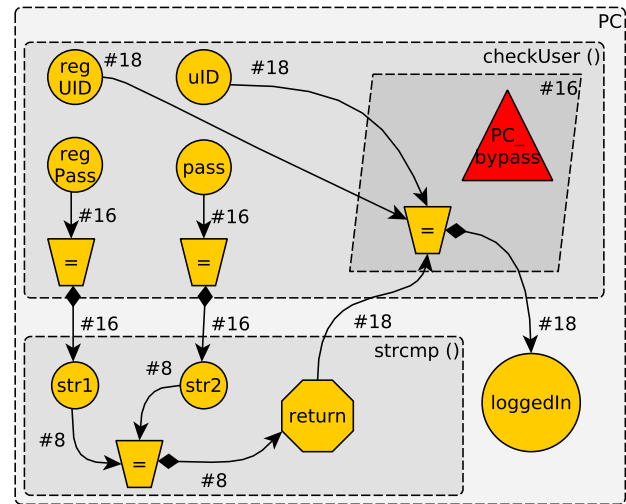 PC
checkUser ()
reg
UID
#18
uID
#18
#16
PC_
bypass
reg
Pass
pass
#16
#16
=
=
=
#16
#16
#18
#18
strcmp ()
str1
#8
str2
return
loggedIn
#8
=
#8